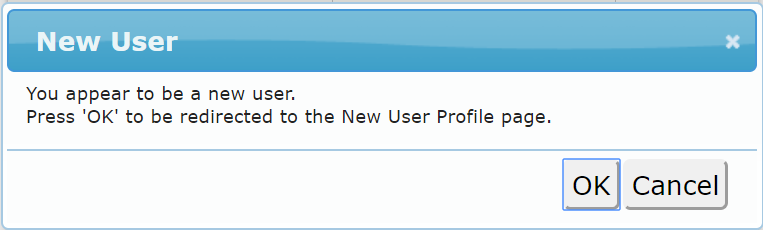 New User
You appear to be a new user.
Press 'OK' to be redirected to the New User Profile page.
OK Cancel